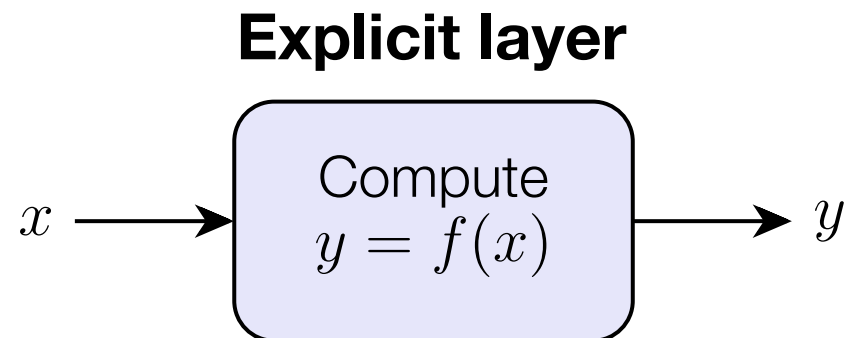 Explicit layer
Compute
x
y = f(x)
y